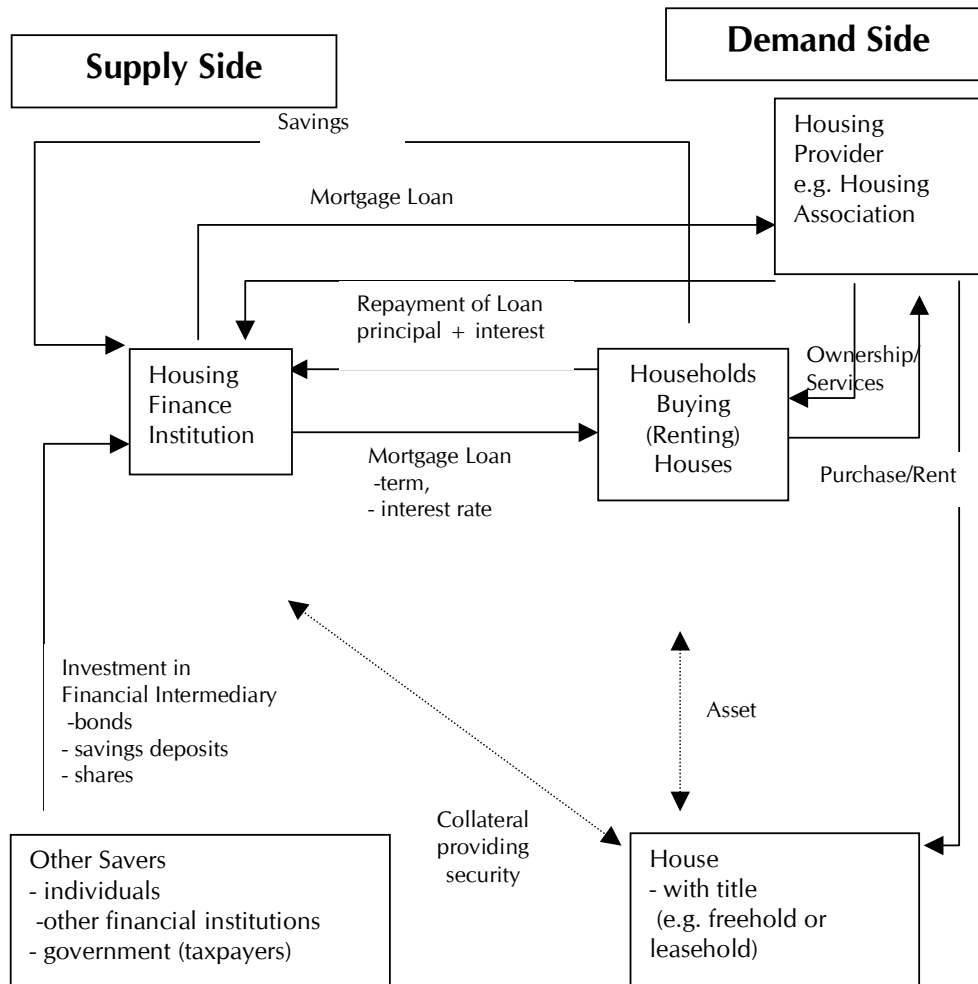 Supply Side
Demand Side
Savings
Housing
Provider
e.g. Housing
Association
Mortgage Loan
Repayment of Loan
principal + interest
Housing
Finance
Institution
Households
Buying
(Renting)
Houses
Ownership/
Services
Mortgage Loan
-term,
- interest rate
Purchase/Rent
Investment in
Financial Intermediary
-bonds
- savings deposits
- shares
Asset
Collateral
providing
security
Other Savers
- individuals
-other financial institutions
- government (taxpayers)
House
- with title
(e.g. freehold or
leasehold)